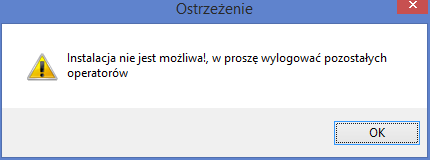 Ostrzeżenie
Instalacja nie jest możliwa!, w proszę wylogować pozostałych
operatorów
OK